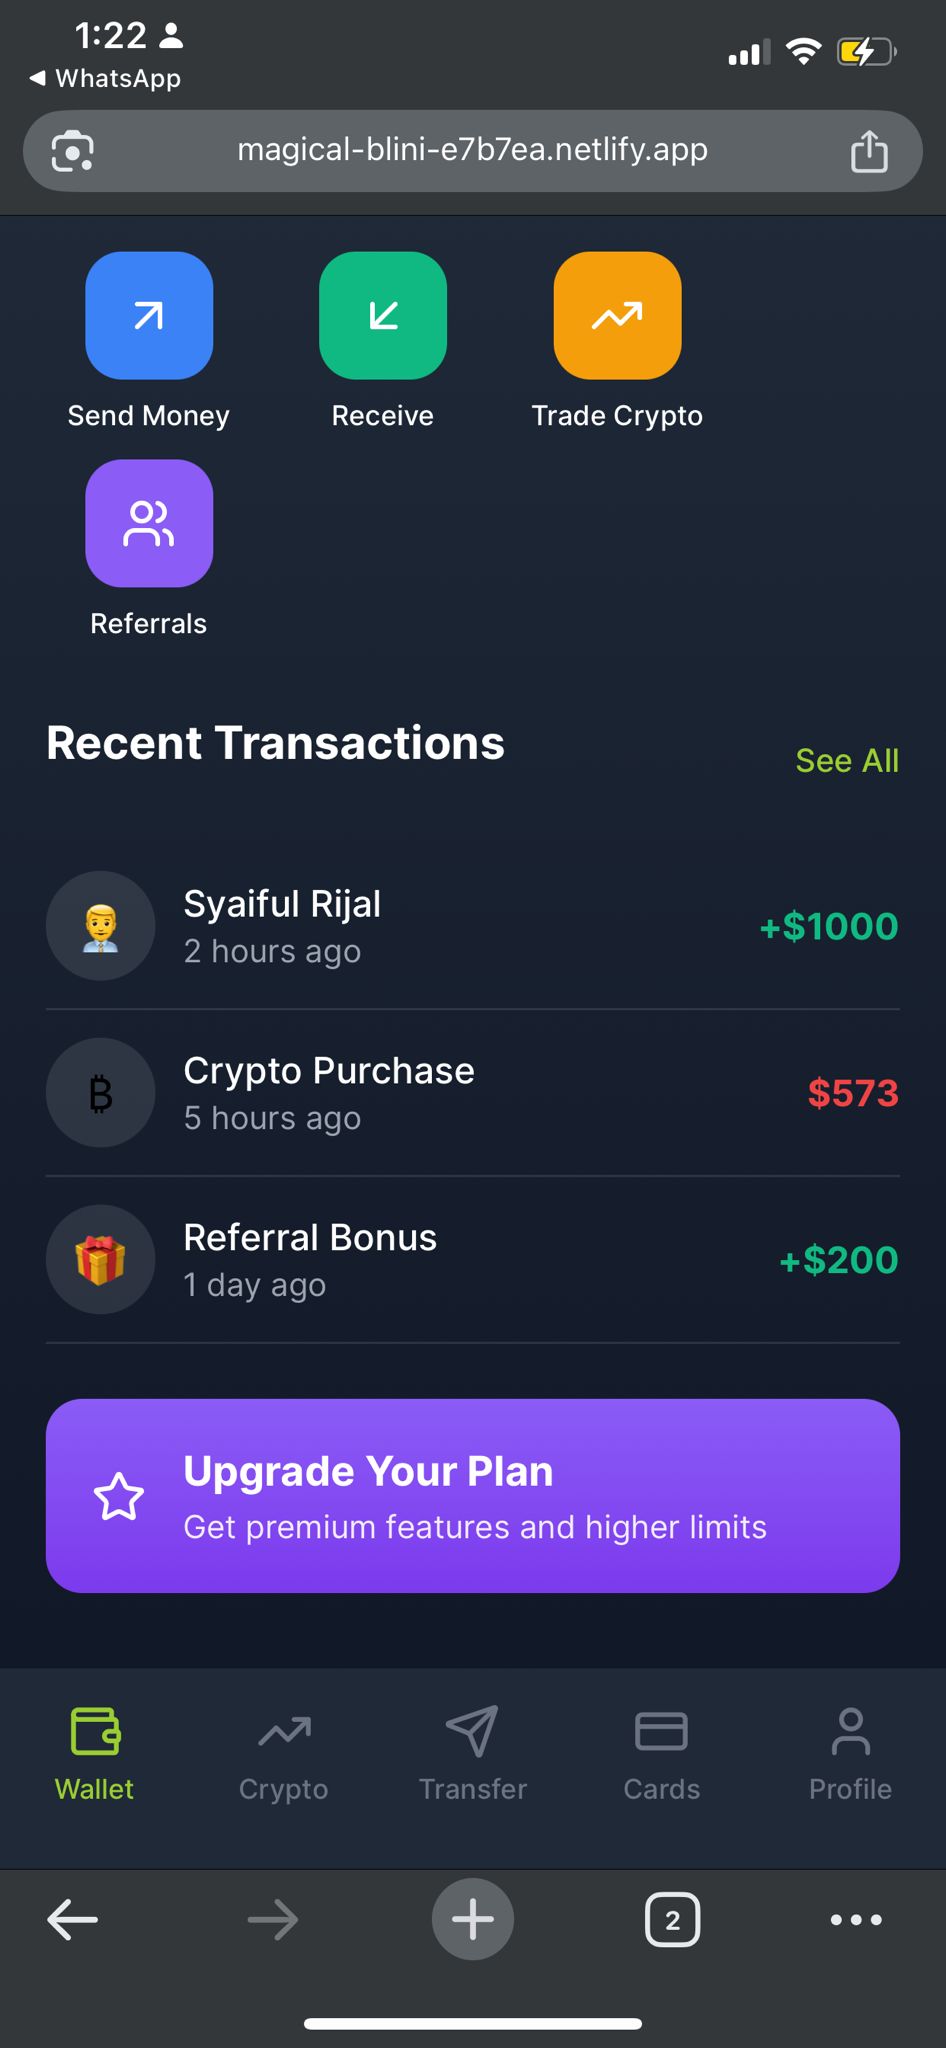 1:22
WhatsApp
magical-blini-e7b7ea.netlify.app
Send Money
Receive
Trade Crypto
Referrals
Recent Transactions
See All
Syaiful Rijal
2 hours ago
+$1000
₿
Crypto Purchase
5 hours ago
$573
Referral Bonus
1 day ago
+$200
Upgrade Your Plan
Get premium features and higher limits
Wallet
Crypto
Transfer
Cards
Profile
2